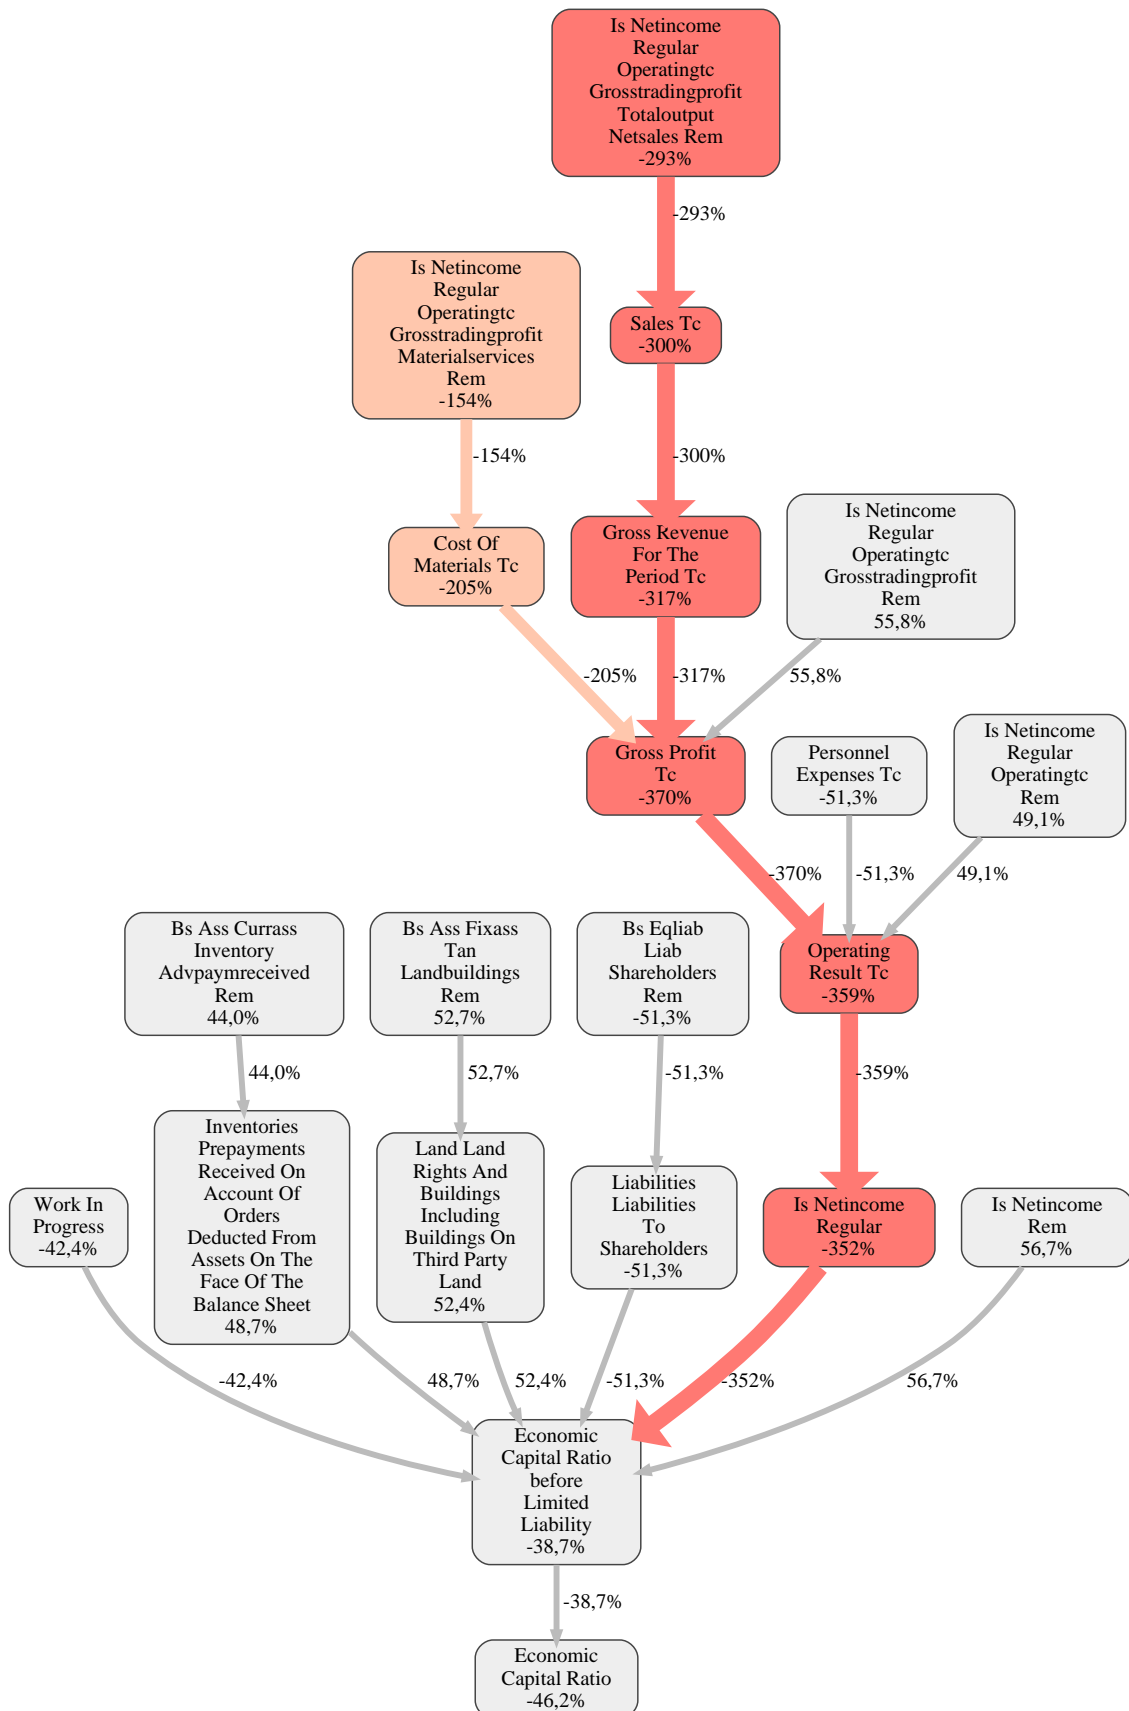 Is Netincome
Regular
Operatingtc
Grosstradingprofit
Totaloutput
Netsales Rem
-293%
-293%
Is Netincome
Regular
Operatingtc
Grosstradingprofit
Materialservices
Rem
-154%
Sales Tc
-300%
-154%
-300%
Is Netincome
Regular
Operatingtc
Grosstradingprofit
Rem
55,8%
Cost Of
Materials Tc
-205%
Gross Revenue
For The
Period Tc
-317%
-205%
-317%
55,8%
Gross Profit
Tc
-370%
Personnel
Expenses Tc
-51,3%
Is Netincome
Regular
Operatingtc
Rem
49,1%
-370%
-51,3%
49,1%
Bs Ass Currass
Inventory
Advpaymreceived
Rem
44,0%
Bs Ass Fixass
Tan
Landbuildings
Rem
52,7%
Bs Eqliab
Liab
Shareholders
Rem
-51,3%
Operating
Result Tc
-359%
44,0%
52,7%
-51,3%
-359%
Work In
Progress
-42,4%
Inventories
Prepayments
Received On
Account Of
Orders
Deducted From
Assets On The
Face Of The
Balance Sheet
48,7%
Land Land
Rights And
Buildings
Including
Buildings On
Third Party
Land
52,4%
Liabilities
Liabilities
To
Shareholders
-51,3%
Is Netincome
Regular
-352%
Is Netincome
Rem
56,7%
-42,4%
48,7%
52,4%
-51,3%
-352%
56,7%
Economic
Capital Ratio
before
Limited
Liability
-38,7%
-38,7%
Economic
Capital Ratio
-46,2%